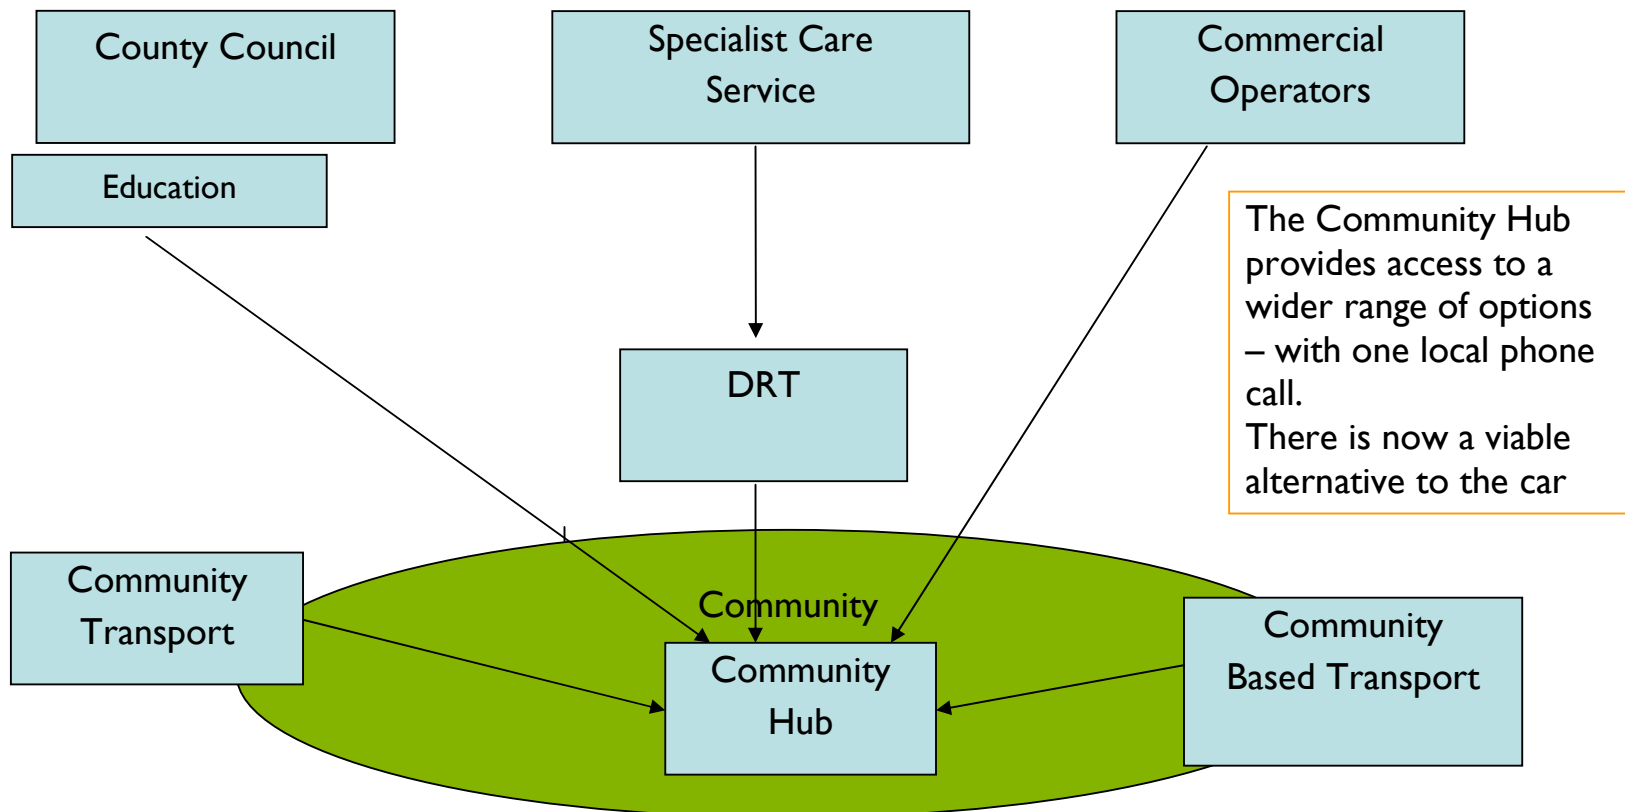 County Council
Specialist Care
Service
Commercial
Operators
Education
The Community Hub
provides access to a
wider range of options
– with one local phone
call.
There is now a viable
alternative to the car
DRT
Community
Transport
Community
Community
Hub
Community
Based Transport